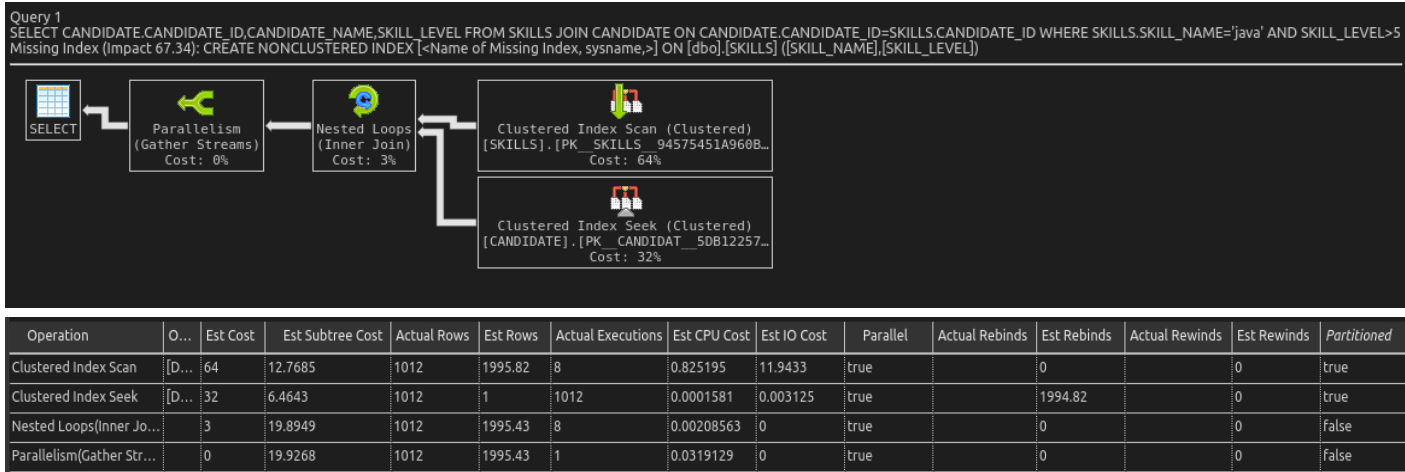 Query 1
SELECT CANDIDATE.CANDIDATE_ID,CANDIDATE_NAME,SKILL_LEVEL FROM SKILLS JOIN CANDIDATE ON CANDIDATE.CANDIDATE_ID=SKILLS.CANDIDATE_ID WHERE SKILLS.SKILL_NAME='java' AND SKILL_LEVEL>5
Missing Index (Impact 67.34): CREATE NONCLUSTERED INDEX [<Name of Missing Index, sysname,>] ON [dbo].[SKILLS] ([SKILL_NAME],[SKILL_LEVEL])
SELECT
Parallelism
(Gather Streams)
Cost: 0%
Nested Loops
(Inner Join)
Cost: 3%
Clustered Index Scan (Clustered)
[SKILLS].[PK__SKILLS__94575451A960B…
Cost: 64%
Clustered Index Seek (Clustered)
[CANDIDATE].[PK__CANDIDAT__5DB12257…
Cost: 32%
Operation O… Est Cost Est Subtree Cost Actual Rows Est Rows Actual Executions Est CPU Cost Est IO Cost Parallel Actual Rebinds Est Rebinds Actual Rewinds Est Rewinds Partitioned
Clustered Index Scan [D… 64 12.7685 1012 1995.82 8 0.825195 11.9433 true 0 0 true
Clustered Index Seek [D… 32 6.4643 1012 1 1012 0.0001581 0.003125 true 1994.82 0 true
Nested Loops(Inner Jo… 3 19.8949 1012 1995.43 8 0.00208563 0 true 0 0 false
Parallelism(Gather Str… 0 19.9268 1012 1995.43 1 0.0319129 0 true 0 0 false